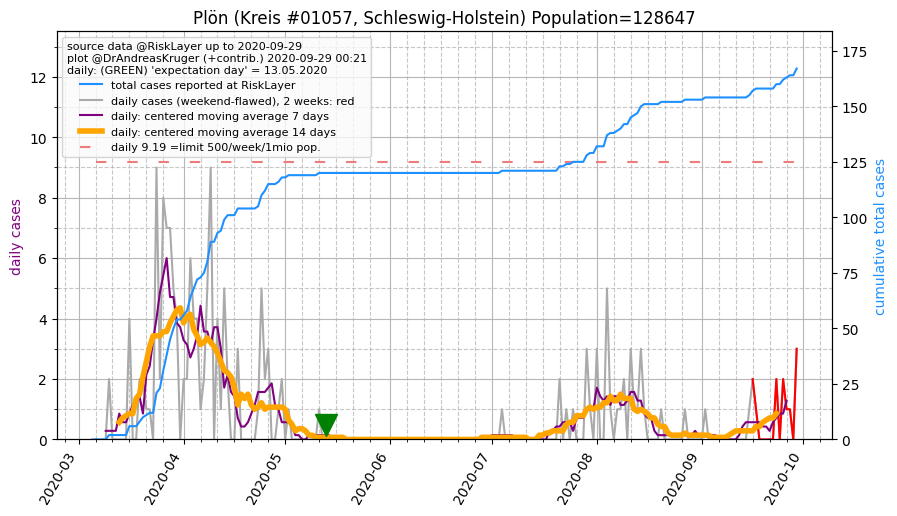 Plön (Kreis #01057, Schleswig-Holstein) Population=128647
source data @RiskLayer up to 2020-09-29
plot @DrAndreasKruger (+contrib.) 2020-09-29 00:21
daily: (GREEN) 'expectation day' = 13.05.2020
total cases reported at RiskLayer
daily cases (weekend-flawed), 2 weeks: red
daily: centered moving average 7 days
daily: centered moving average 14 days
daily 9.19 =limit 500/week/1mio pop.
daily cases
12
10
8
6
4
2
0
175
150
125
100
75
50
25
0
cumulative total cases
2020-03
2020-04
2020-05
2020-06
2020-07
2020-08
2020-09
2020-10